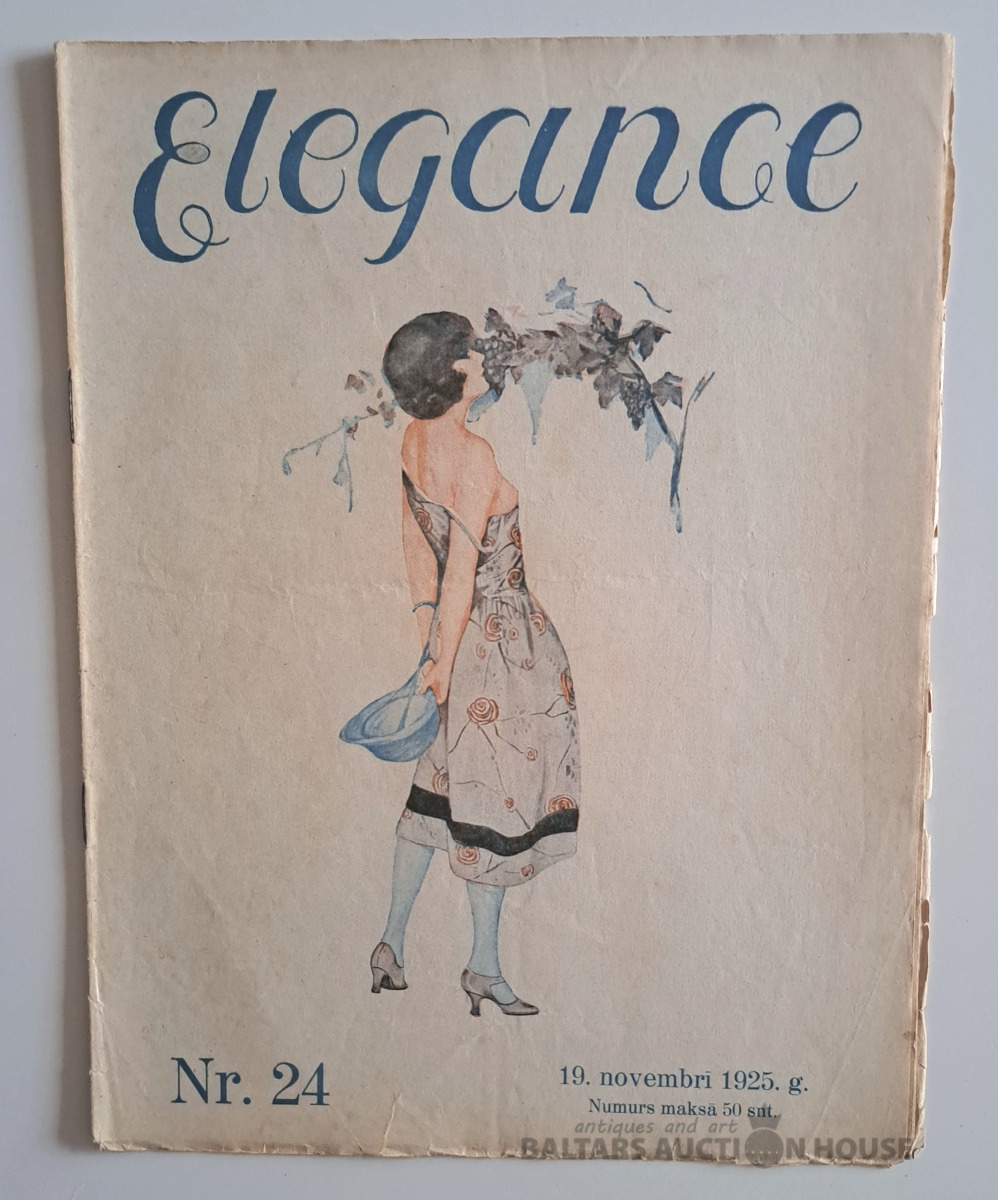 Elegance
Nr. 24
19. novembrī 1925. g.
Numurs maksā 50 snt.
antiques and art
BALTARS AUCTION HOUSE